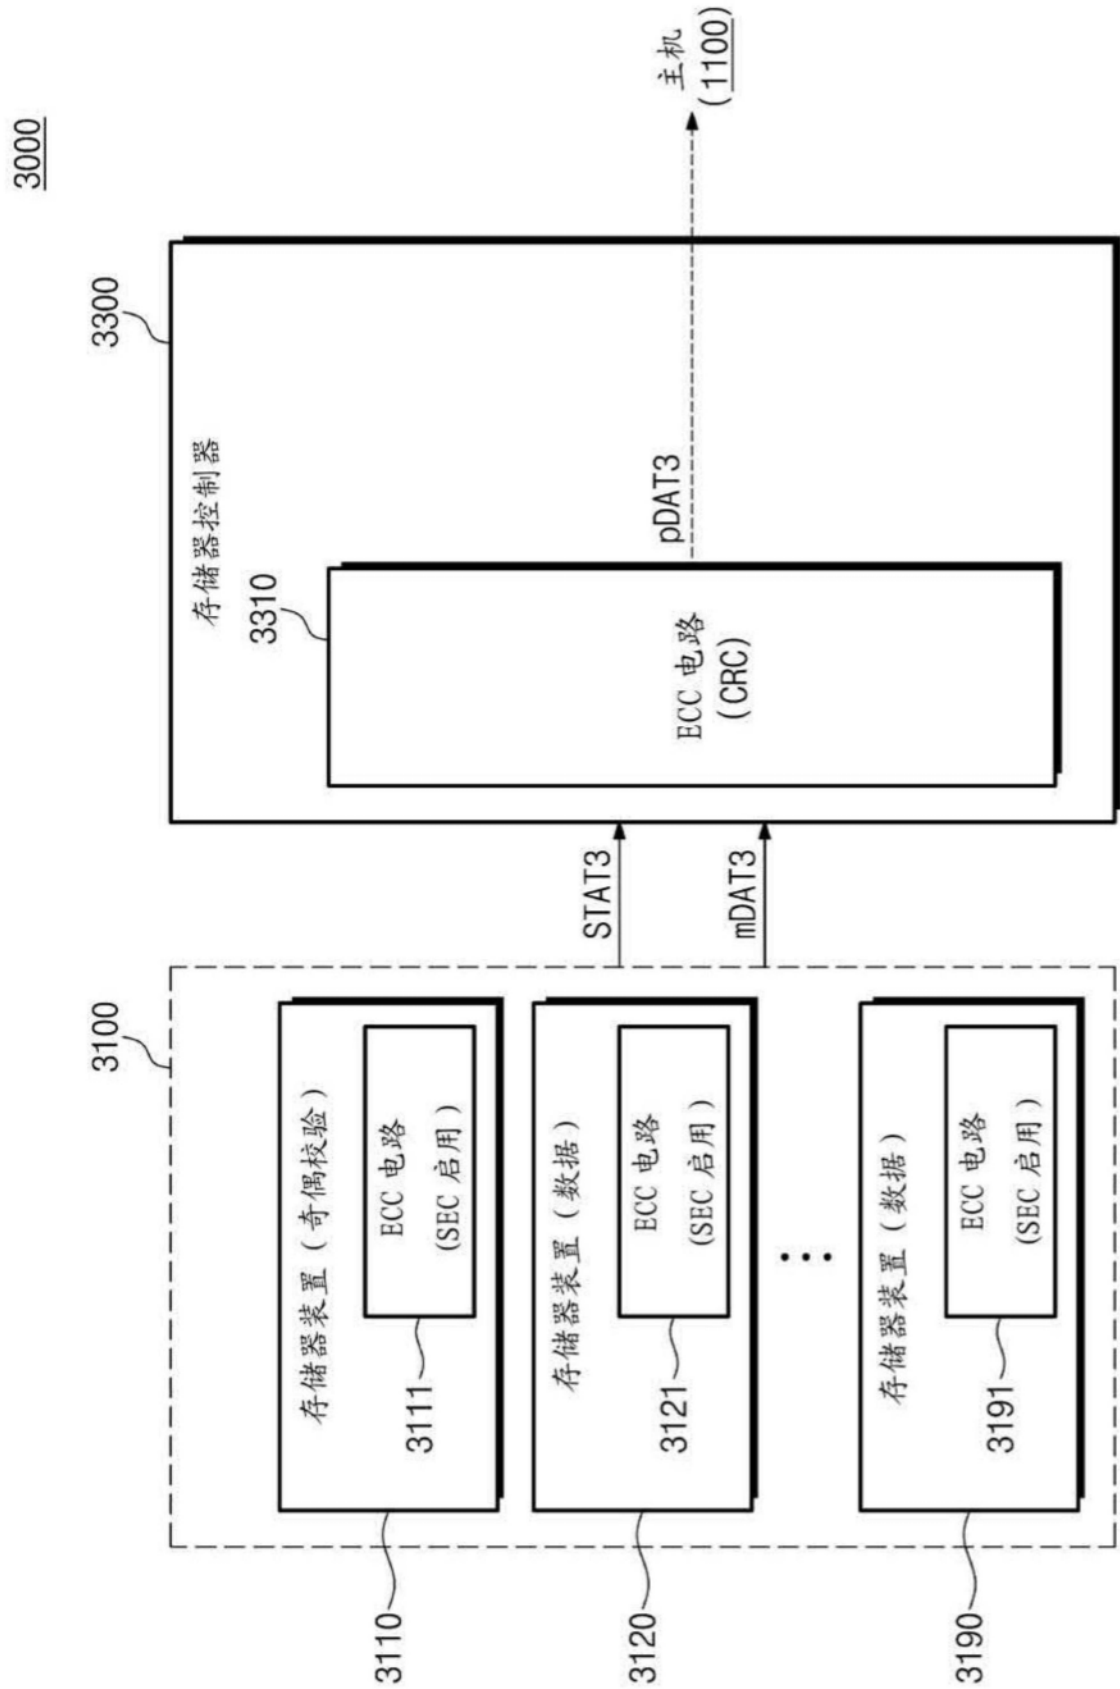 3000
3100
3110
存储器装置（奇偶校验）
3111
ECC 电路
(SEC 启用)
3120
存储器装置（数据）
3121
ECC 电路
(SEC 启用)
3190
存储器装置（数据）
3191
ECC 电路
(SEC 启用)
STAT3
mDAT3
3300
存储器控制器
3310
ECC 电路
(CRC)
pDAT3
主机
(1100)